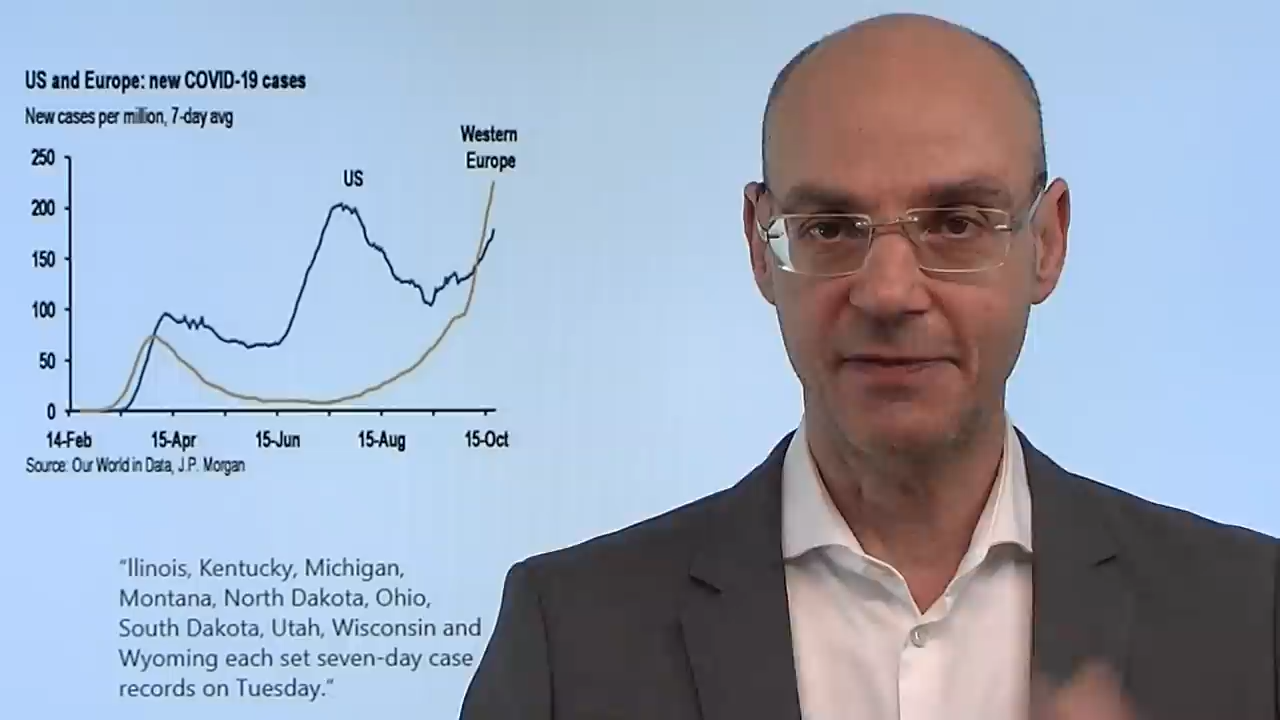 US and Europe: new COVID-19 cases
New cases per million, 7-day avg
Western
Europe
US
250
200
150
100
50
0
14-Feb 15-Apr 15-Jun 15-Aug 15-Oct
Source: Our World in Data, J.P. Morgan
"Ilinois, Kentucky, Michigan,
Montana, North Dakota, Ohio,
South Dakota, Utah, Wisconsin and
Wyoming each set seven-day case
records on Tuesday."